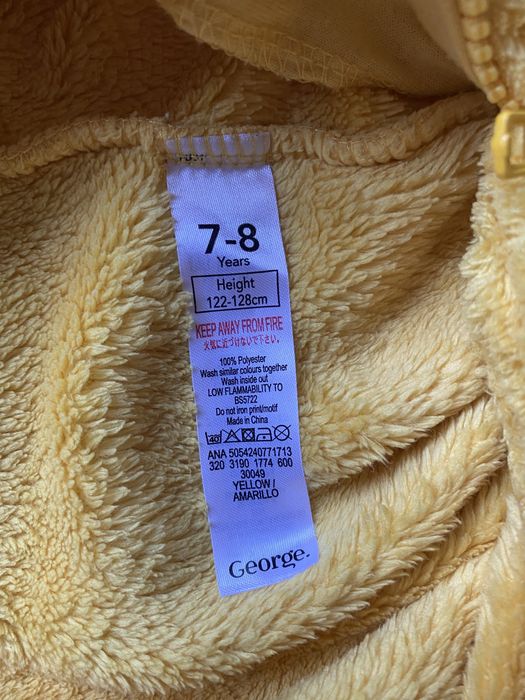 7-8
Years
Height
122-128cm
KEEP AWAY FROM FIRE
火気に近づけないで下さい。
100% Polyester
Wash similar colours together
Wash inside out
LOW FLAMMABILITY TO
BS5722
Do not iron print/motif
Made in China
40
ANA 5054240771713
320 3190 1774 600
30049
YELLOW /
AMARILLO
George.